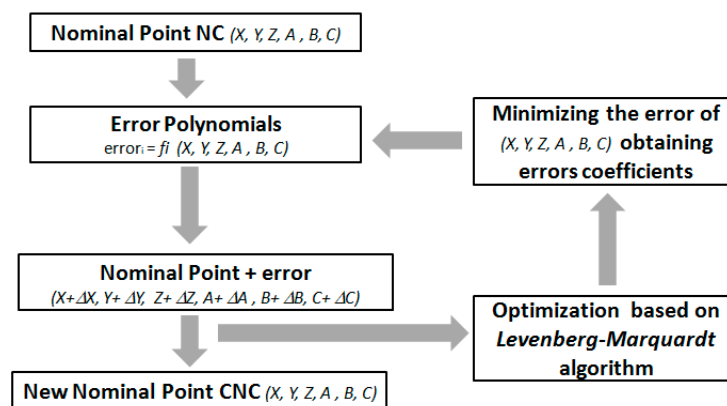 Nominal Point NC (X, Y, Z, A , B, C)
Error Polynomials
errorᵢ = fi (X, Y, Z, A , B, C)
Minimizing the error of
(X, Y, Z, A , B, C) obtaining
errors coefficients
Nominal Point + error
(X+ΔX, Y+ ΔY, Z+ ΔZ, A+ ΔA , B+ ΔB, C+ ΔC)
Optimization based on
Levenberg-Marquardt
algorithm
New Nominal Point CNC (X, Y, Z, A , B, C)